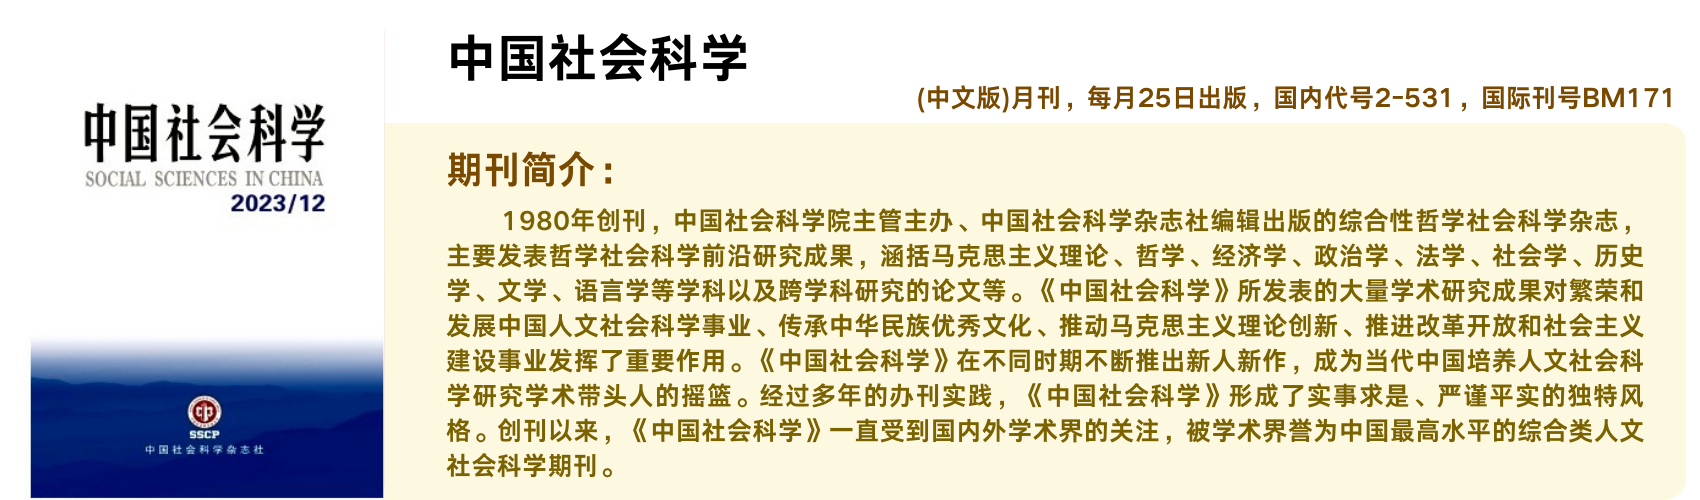 中国社会科学
SOCIAL SCIENCES IN CHINA
2023/12
SSCP
中国社会科学杂志社
中国社会科学
(中文版)月刊，每月25日出版，国内代号2-531，国际刊号BM171
期刊简介：
1980年创刊，中国社会科学院主管主办、中国社会科学杂志社编辑出版的综合性哲学社会科学杂志，
主要发表哲学社会科学前沿研究成果，涵括马克思主义理论、哲学、经济学、政治学、法学、社会学、历史
学、文学、语言学等学科以及跨学科研究的论文等。《中国社会科学》所发表的大量学术研究成果对繁荣和
发展中国人文社会科学事业、传承中华民族优秀文化、推动马克思主义理论创新、推进改革开放和社会主义
建设事业发挥了重要作用。《中国社会科学》在不同时期不断推出新人新作，成为当代中国培养人文社会科
学研究学术带头人的摇篮。经过多年的办刊实践，《中国社会科学》形成了实事求是、严谨平实的独特风
格。创刊以来，《中国社会科学》一直受到国内外学术界的关注，被学术界誉为中国最高水平的综合类人文
社会科学期刊。